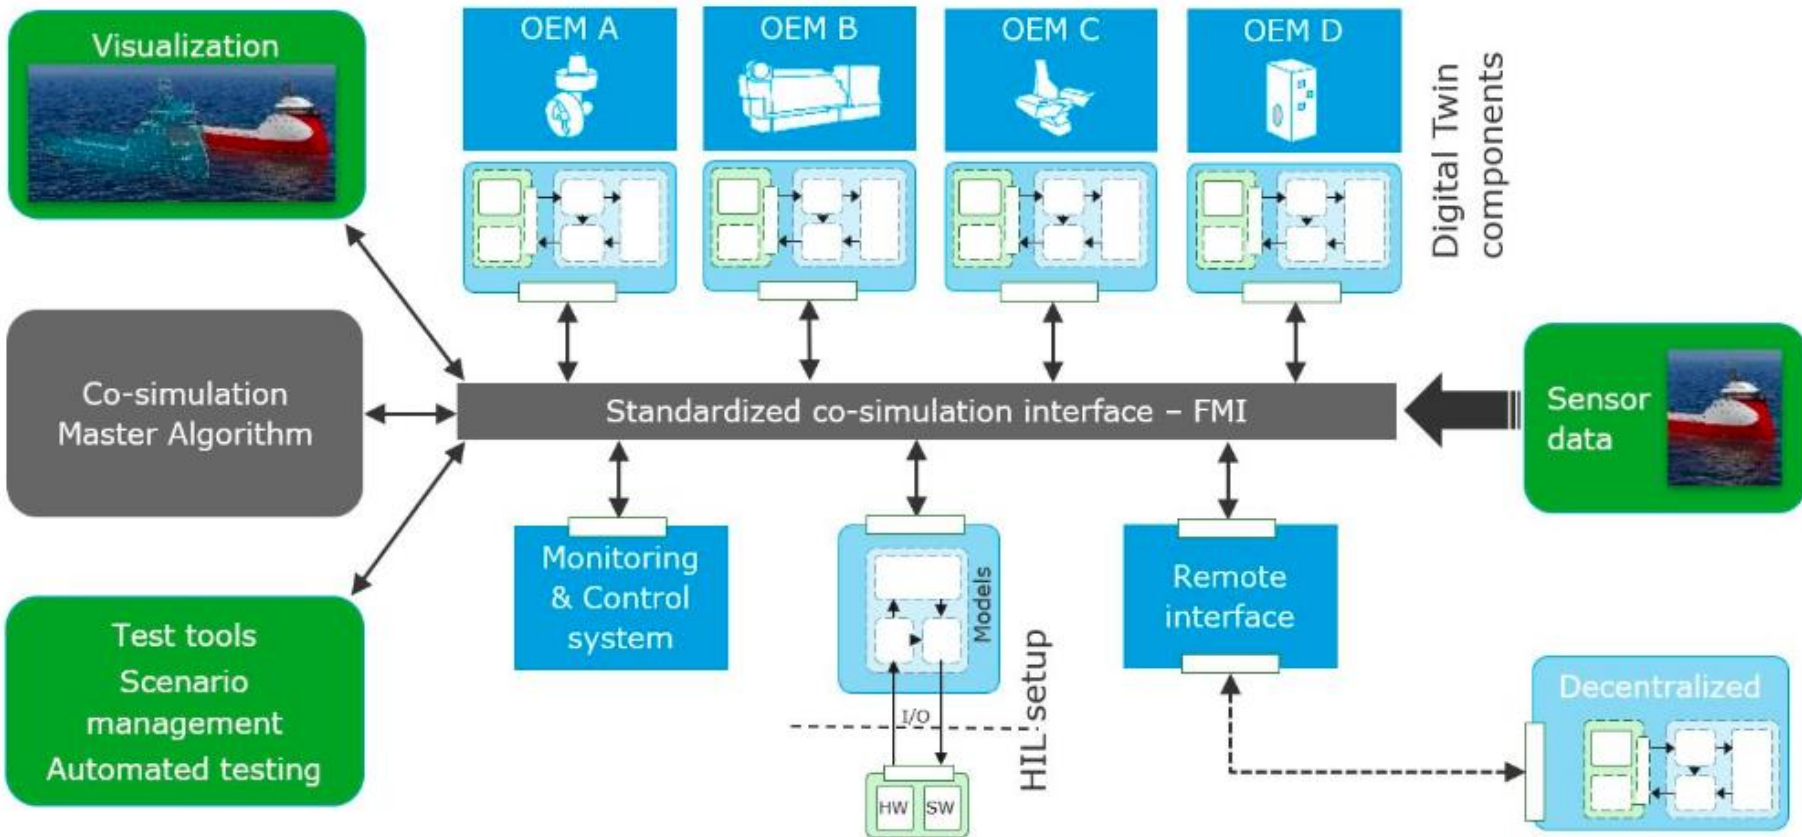 Visualization
OEM A
OEM B
OEM C
OEM D
Digital Twin
components
Co-simulation
Master Algorithm
Standardized co-simulation interface – FMI
Sensor
data
Test tools
Scenario
management
Automated testing
Monitoring
& Control
system
Models
I/O
HW
SW
HIL setup
Remote
interface
Decentralized